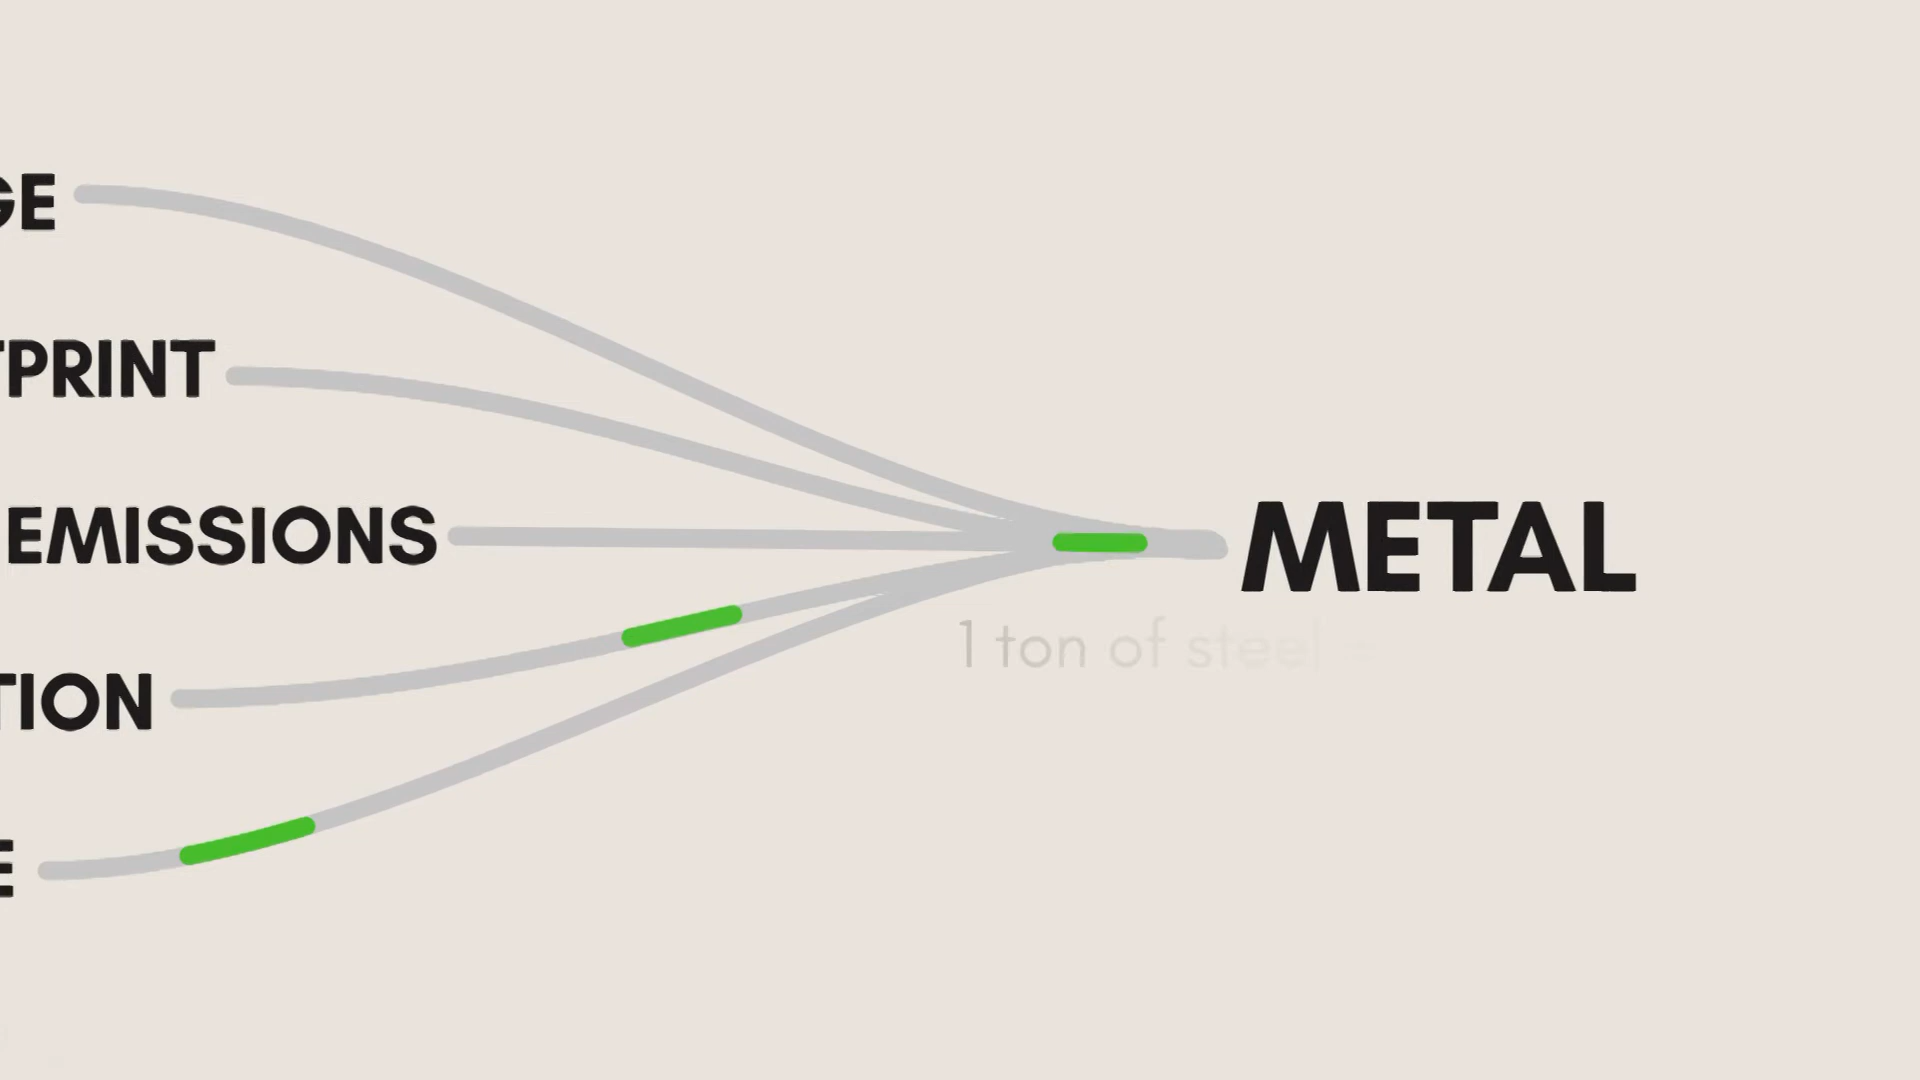 GE
TPRINT
EMISSIONS
METAL
1 ton of steel =
TION
E